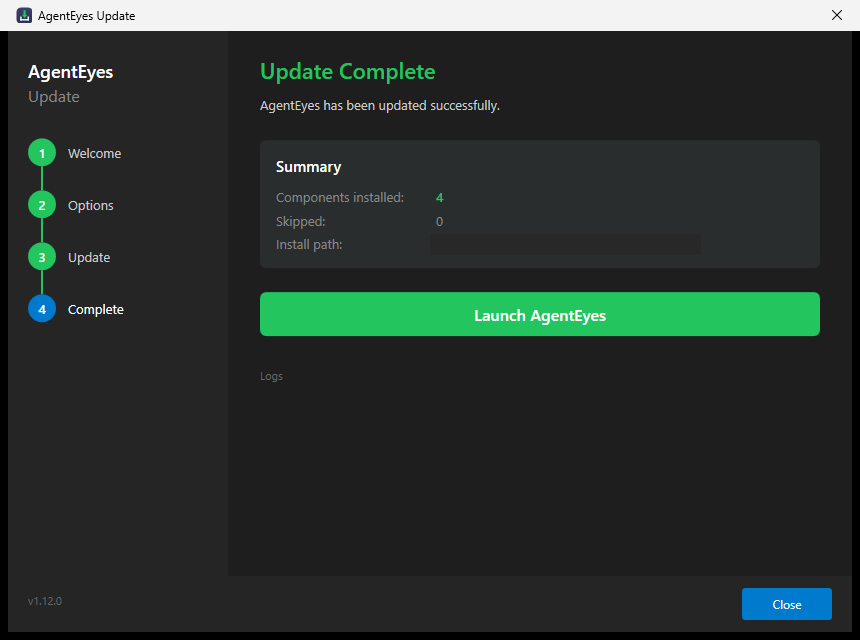 AgentEyes Update
AgentEyes
Update
1 Welcome
2 Options
3 Update
4 Complete
Update Complete
AgentEyes has been updated successfully.
Summary
Components installed: 4
Skipped: 0
Install path:
Launch AgentEyes
Logs
v1.12.0
Close